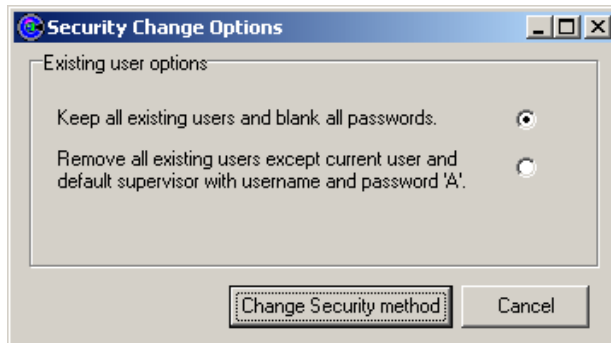 Security Change Options
Existing user options
Keep all existing users and blank all passwords.
Remove all existing users except current user and
default supervisor with username and password 'A'.
Change Security method
Cancel